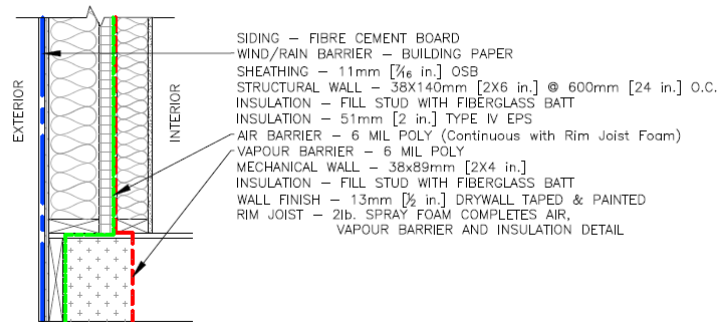 SIDING – FIBRE CEMENT BOARD
WIND/RAIN BARRIER – BUILDING PAPER
SHEATHING – 11mm [7⁄16 in.] OSB
STRUCTURAL WALL – 38X140mm [2X6 in.] @ 600mm [24 in.] O.C.
INSULATION – FILL STUD WITH FIBERGLASS BATT
INSULATION – 51mm [2 in.] TYPE IV EPS
AIR BARRIER – 6 MIL POLY (Continuous with Rim Joist Foam)
VAPOUR BARRIER – 6 MIL POLY
MECHANICAL WALL – 38x89mm [2X4 in.]
INSULATION – FILL STUD WITH FIBERGLASS BATT
WALL FINISH – 13mm [½ in.] DRYWALL TAPED & PAINTED
RIM JOIST – 2lb. SPRAY FOAM COMPLETES AIR,
VAPOUR BARRIER AND INSULATION DETAIL
EXTERIOR
INTERIOR